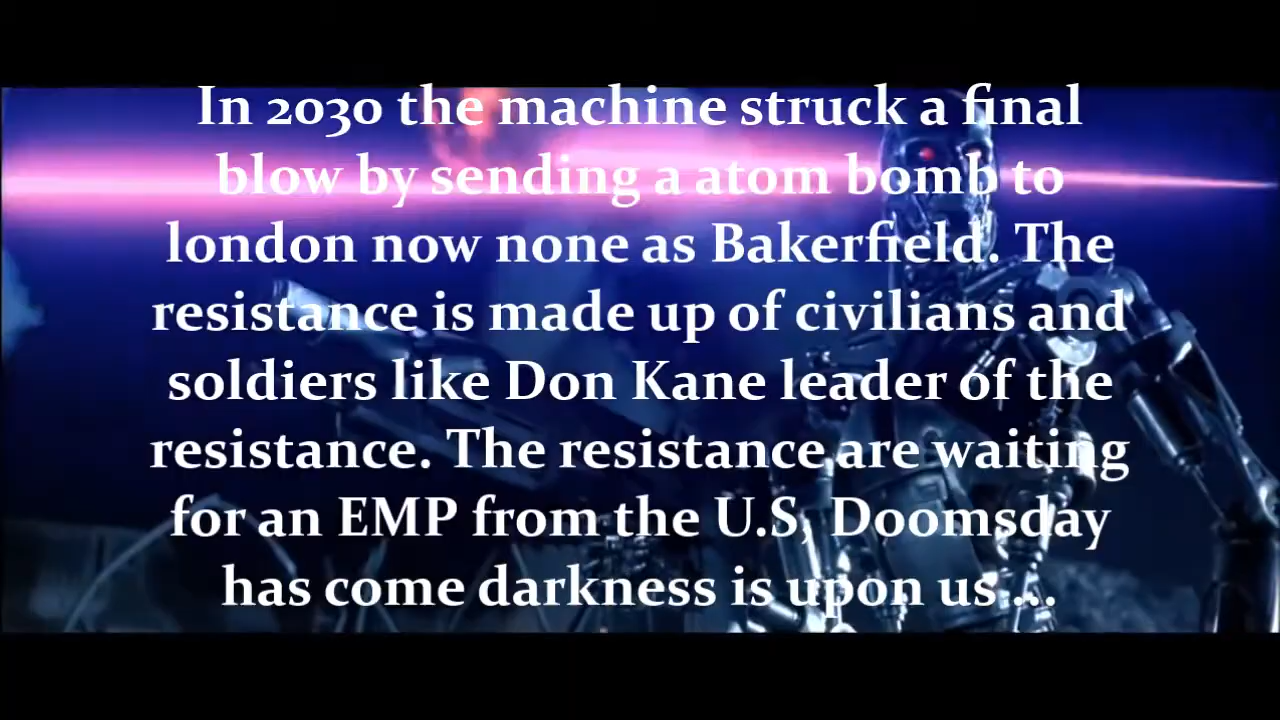 In 2030 the machine struck a final
blow by sending a atom bomb to
london now none as Bakerfield. The
resistance is made up of civilians and
soldiers like Don Kane leader of the
resistance. The resistance are waiting
for an EMP from the U.S, Doomsday
has come darkness is upon us ...